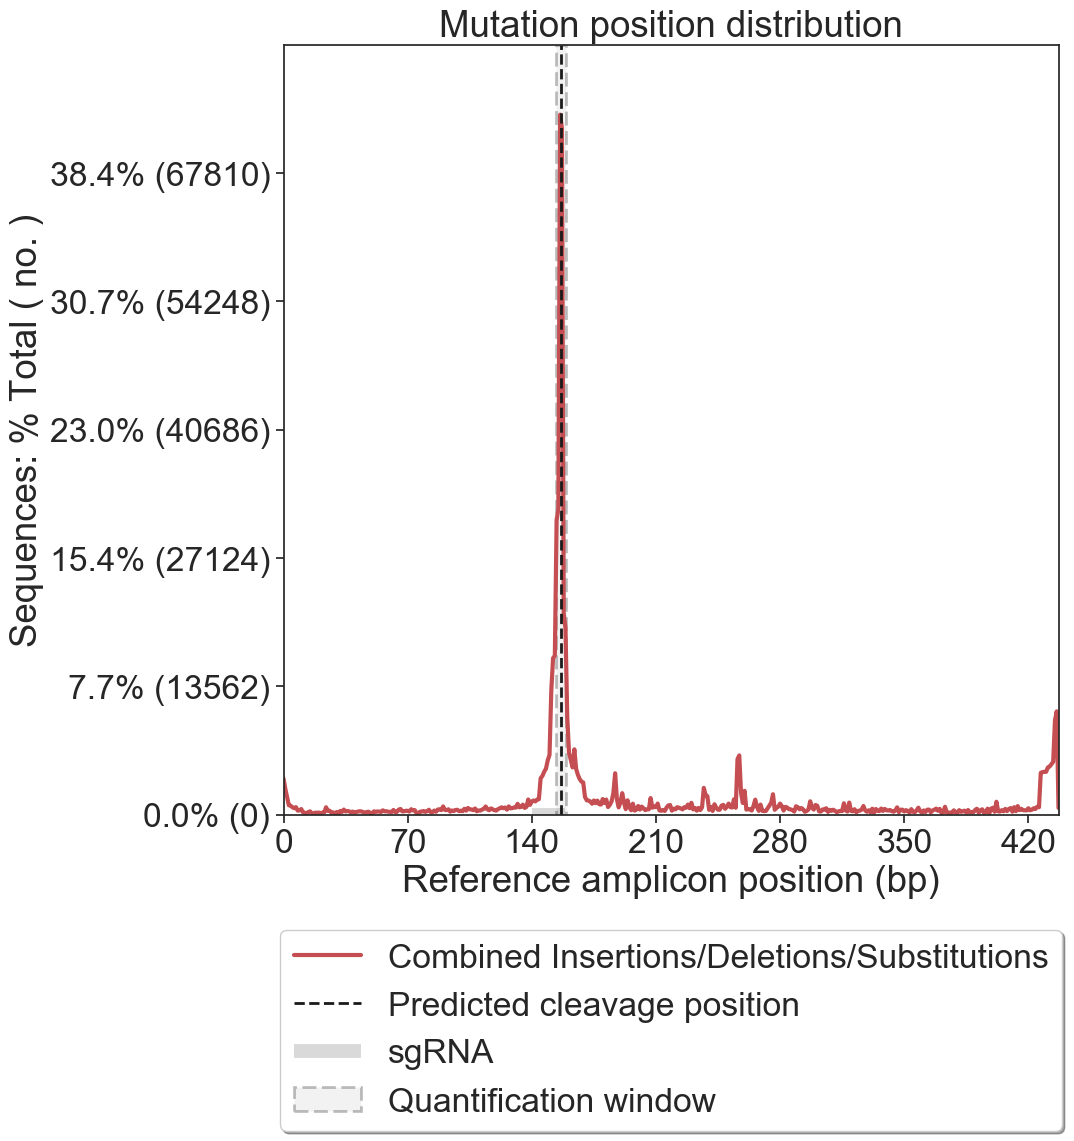 Mutation position distribution
Sequences: % Total ( no. )
38.4% (67810)
30.7% (54248)
23.0% (40686)
15.4% (27124)
7.7% (13562)
0.0% (0)
0 70 140 210 280 350 420
Reference amplicon position (bp)
Combined Insertions/Deletions/Substitutions
Predicted cleavage position
sgRNA
Quantification window